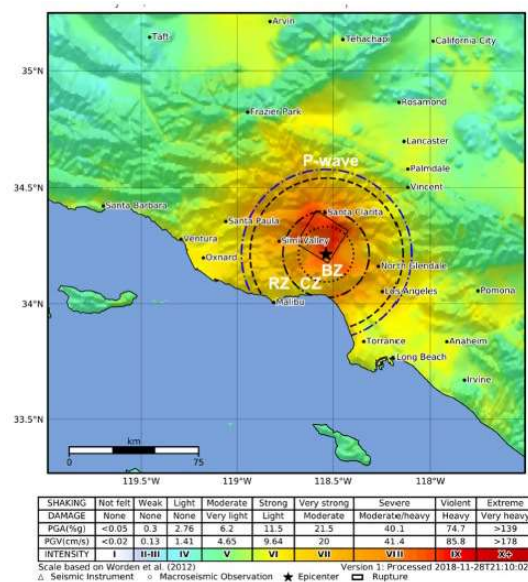 Arvin
Taft
Tehachapi
California City
35°N
Frazier Park
Rosamond
Lancaster
P-wave
Palmdale
34.5°N
Vincent
Santa Barbara
Santa Clarita
Santa Paula
Ventura
Simi Valley
Oxnard
BZ
North Glendale
RZ CZ
Los Angeles
Pomona
34°N
Malibu
Torrance
Anaheim
Long Beach
Irvine
33.5°N
km
0 75
119.5°W 119°W 118.5°W 118°W
SHAKING Not felt Weak Light Moderate Strong Very strong Severe Violent Extreme
DAMAGE None None None Very light Light Moderate Moderate/heavy Heavy Very heavy
PGA(%g) <0.05 0.3 2.76 6.2 11.5 21.5 40.1 74.7 >139
PGV(cm/s) <0.02 0.13 1.41 4.65 9.64 20 41.4 85.8 >178
INTENSITY I II-III IV V VI VII VIII IX X+
Scale based on Worden et al. (2012) Version 1: Processed 2018-11-28T21:10:0
△ Seismic Instrument ○ Macroseismic Observation ★ Epicenter Rupture